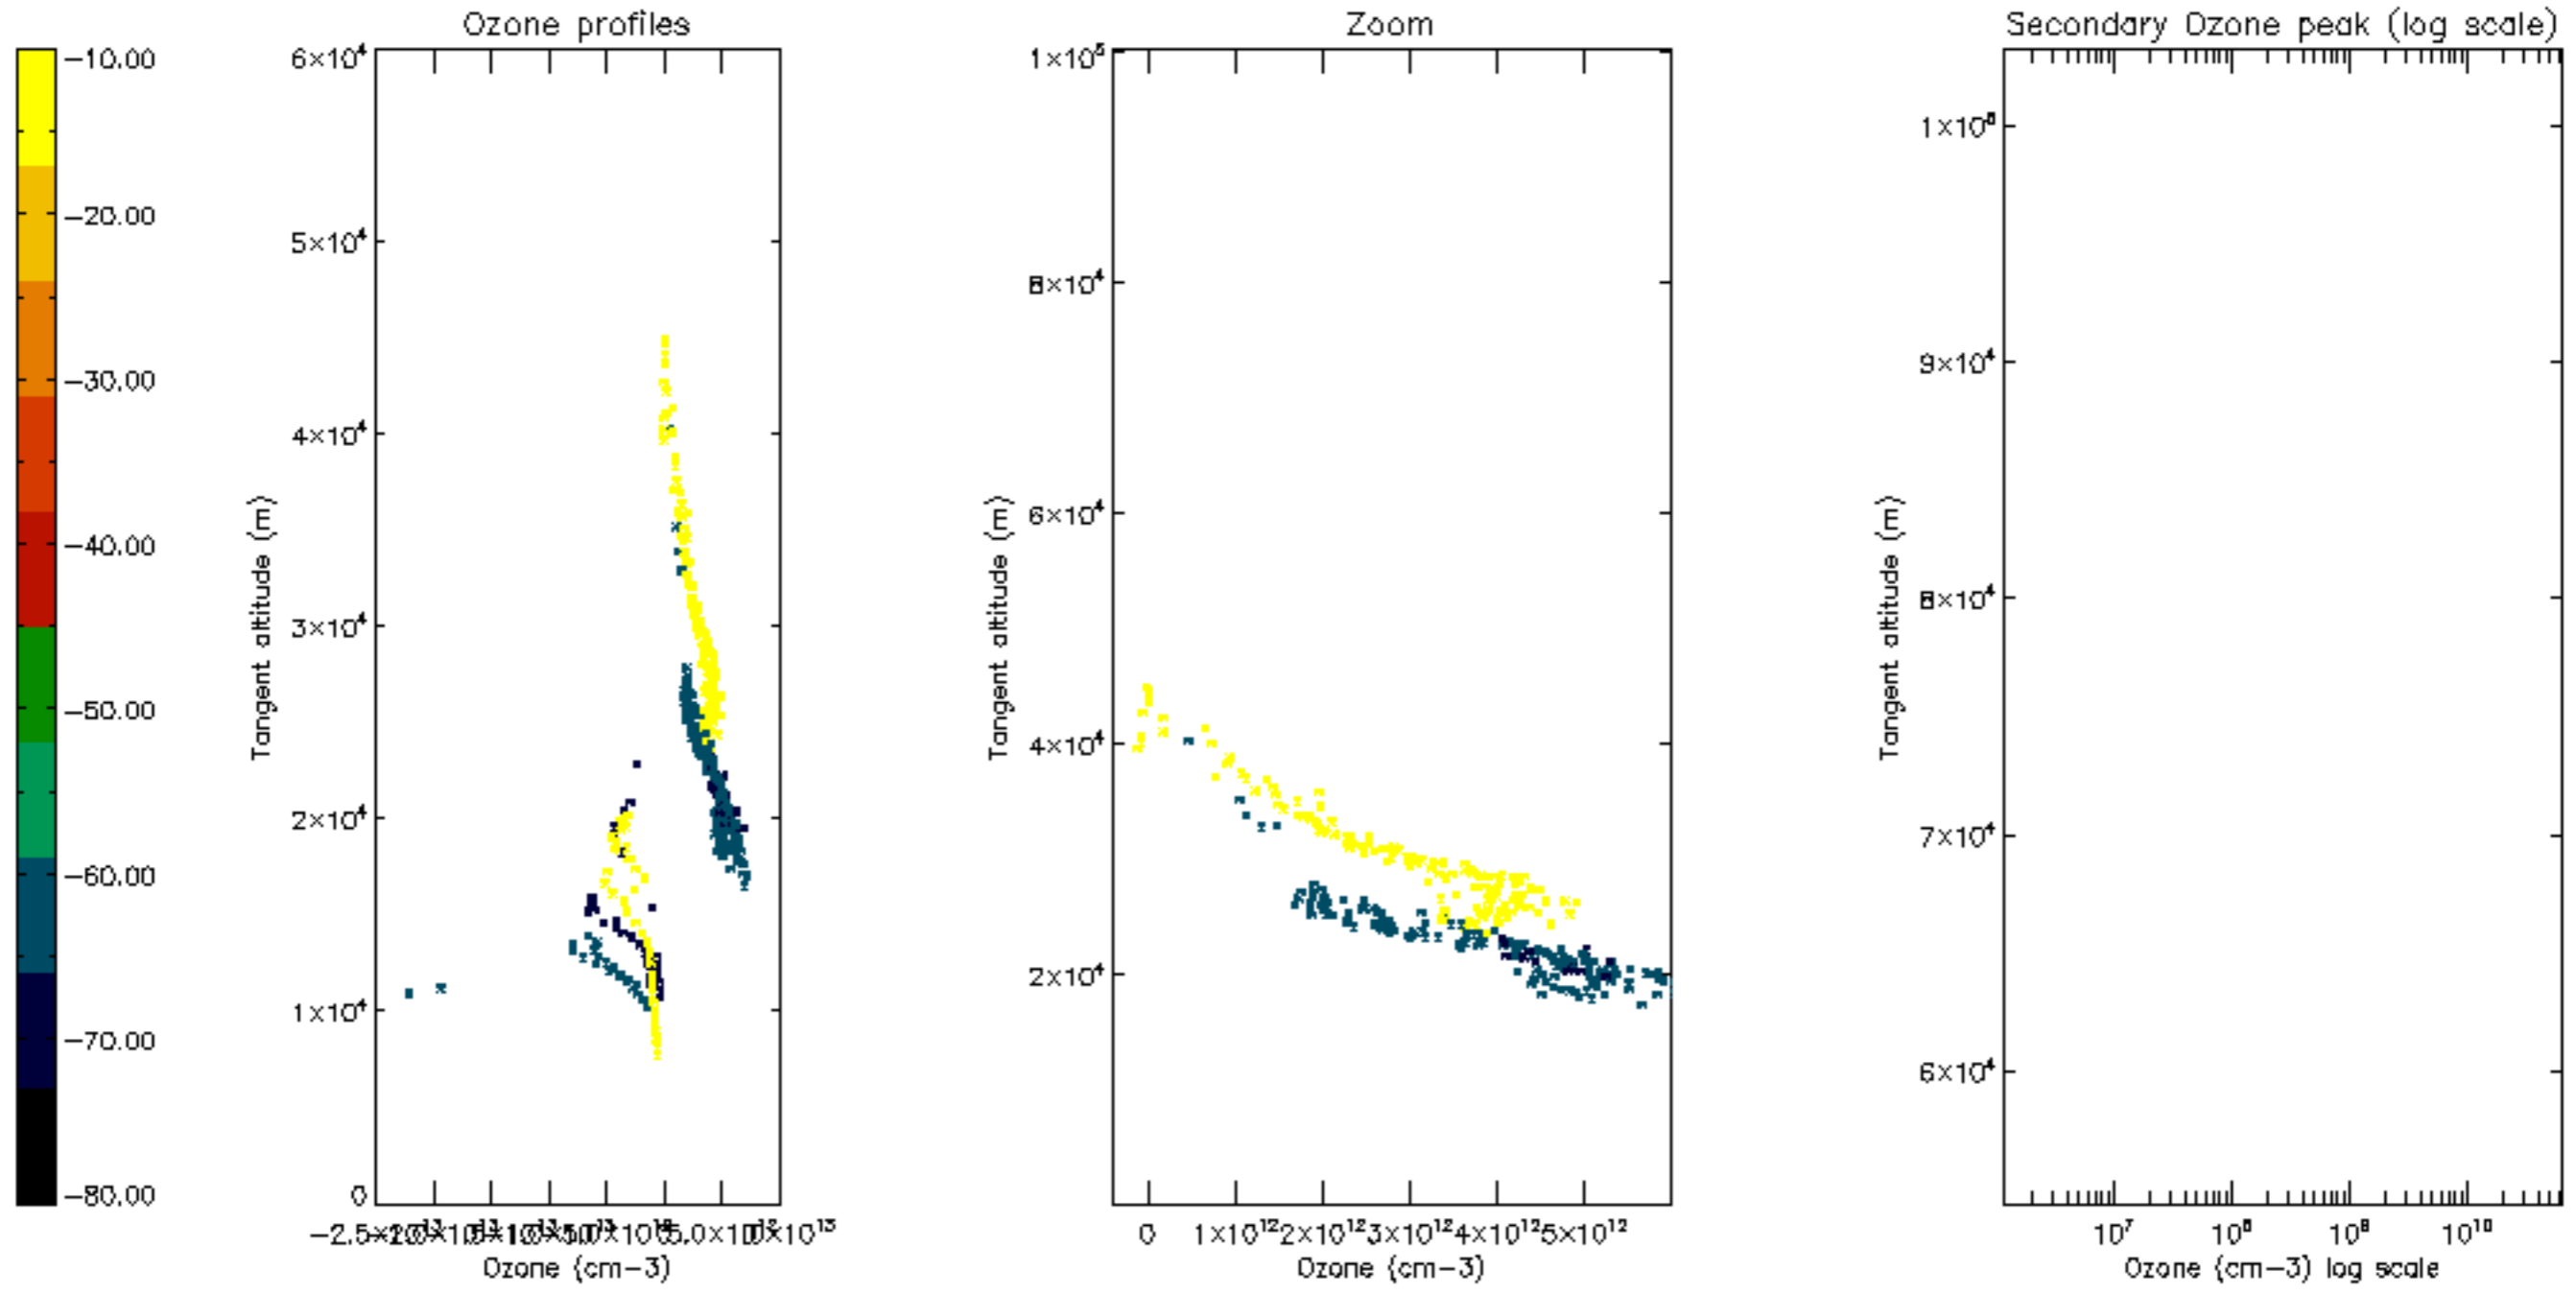 Ozone profiles
Zoom
Secondary Ozone peak (log scale)
−10.00
−20.00
−30.00
−40.00
−50.00
−60.00
−70.00
−80.00
Tangent altitude (m)
6×10⁴
5×10⁴
4×10⁴
3×10⁴
2×10⁴
1×10⁴
0
Ozone (cm−3)
Tangent altitude (m)
1×10⁵
8×10⁴
6×10⁴
4×10⁴
2×10⁴
0 1×10¹² 2×10¹² 3×10¹² 4×10¹² 5×10¹²
Ozone (cm−3)
Tangent altitude (m)
1×10⁵
9×10⁴
8×10⁴
7×10⁴
6×10⁴
10⁷ 10⁸ 10⁹ 10¹⁰
Ozone (cm−3) log scale